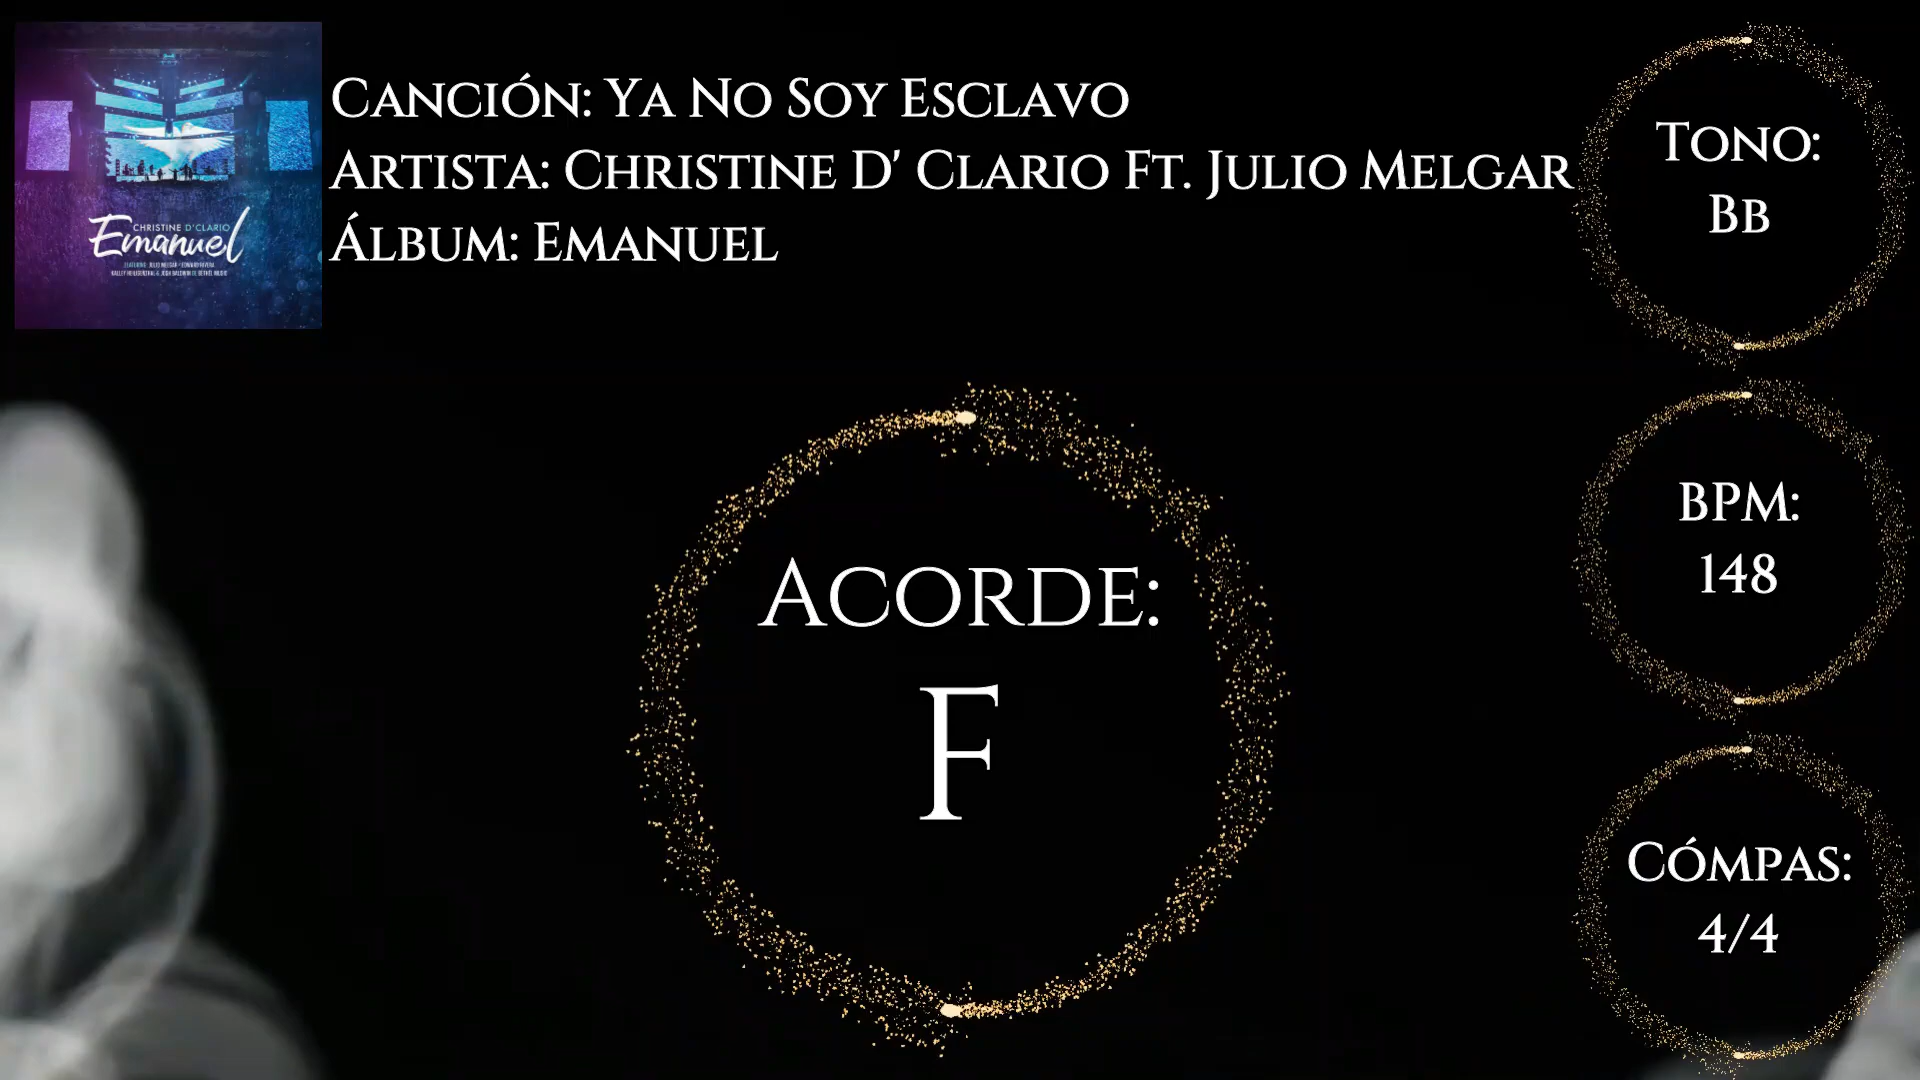 Canción: Ya No Soy Esclavo
Artista: Christine D' Clario Ft. Julio Melgar
Álbum: Emanuel
Tono:
Bb
CHRISTINE D'CLARIO
Emanuel
BPM:
148
Acorde:
F
Cómpas:
4/4